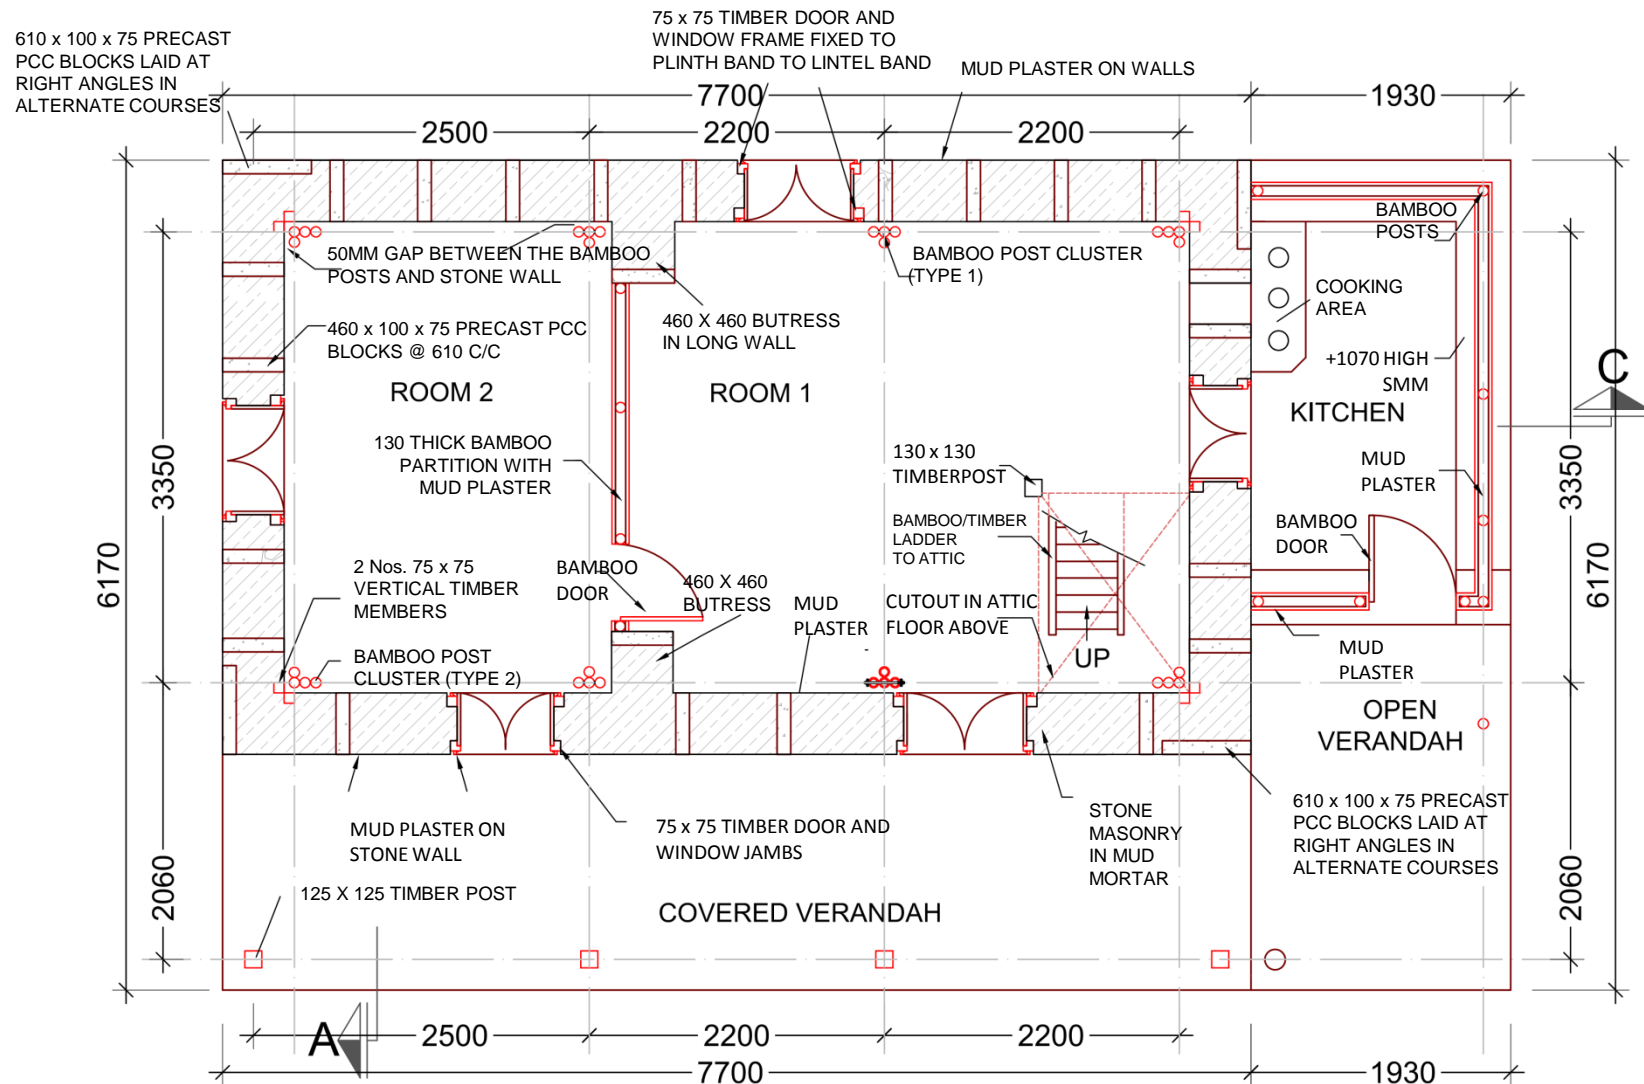 610 x 100 x 75 PRECAST
PCC BLOCKS LAID AT
RIGHT ANGLES IN
ALTERNATE COURSES
75 x 75 TIMBER DOOR AND
WINDOW FRAME FIXED TO
PLINTH BAND TO LINTEL BAND
MUD PLASTER ON WALLS
7700
1930
2500
2200
2200
50MM GAP BETWEEN THE BAMBOO
POSTS AND STONE WALL
BAMBOO POST CLUSTER
(TYPE 1)
BAMBOO
POSTS
COOKING
AREA
460 x 100 x 75 PRECAST PCC
BLOCKS @ 610 C/C
460 X 460 BUTRESS
IN LONG WALL
+1070 HIGH
SMM
C
ROOM 2
ROOM 1
KITCHEN
130 THICK BAMBOO
PARTITION WITH
MUD PLASTER
130 x 130
TIMBERPOST
MUD
PLASTER
3350
3350
BAMBOO/TIMBER
LADDER
TO ATTIC
BAMBOO
DOOR
6170
6170
2 Nos. 75 x 75
VERTICAL TIMBER
MEMBERS
BAMBOO
DOOR
460 X 460
BUTRESS
MUD
PLASTER
CUTOUT IN ATTIC
FLOOR ABOVE
UP
MUD
PLASTER
BAMBOO POST
CLUSTER (TYPE 2)
OPEN
VERANDAH
MUD PLASTER ON
STONE WALL
75 x 75 TIMBER DOOR AND
WINDOW JAMBS
STONE
MASONRY
IN MUD
MORTAR
610 x 100 x 75 PRECAST
PCC BLOCKS LAID AT
RIGHT ANGLES IN
ALTERNATE COURSES
2060
2060
125 X 125 TIMBER POST
COVERED VERANDAH
A
2500
2200
2200
7700
1930